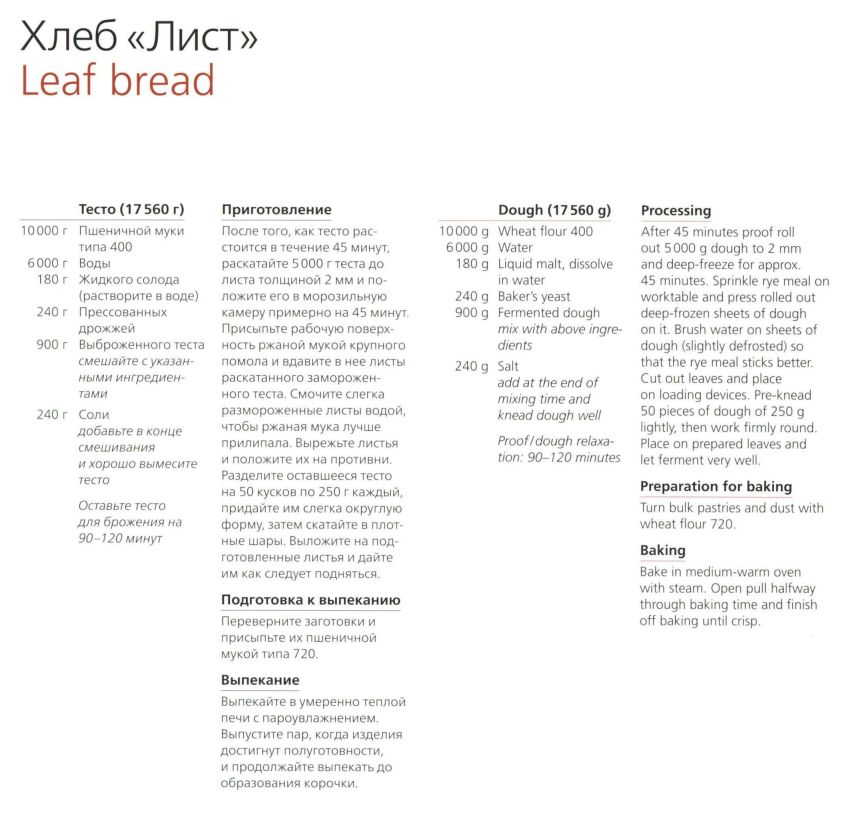 Хлеб «Лист»
Leaf bread
Тесто (17 560 г)
10 000 г Пшеничной муки
типа 400
6 000 г Воды
180 г Жидкого солода
(растворите в воде)
240 г Прессованных
дрожжей
900 г Выброженного теста
смешайте с указан-
ными ингредиен-
тами
240 г Соли
добавьте в конце
смешивания
и хорошо вымесите
тесто
Оставьте тесто
для брожения на
90–120 минут
Приготовление
После того, как тесто рас-
стоится в течение 45 минут,
раскатайте 5 000 г теста до
листа толщиной 2 мм и по-
ложите его в морозильную
камеру примерно на 45 минут.
Присыпьте рабочую поверх-
ность ржаной мукой крупного
помола и вдавите в нее листы
раскатанного заморожен-
ного теста. Смочите слегка
размороженные листы водой,
чтобы ржаная мука лучше
прилипала. Вырежьте листья
и положите их на противни.
Разделите оставшееся тесто
на 50 кусков по 250 г каждый,
придайте им слегка округлую
форму, затем скатайте в плот-
ные шары. Выложите на под-
готовленные листья и дайте
им как следует подняться.
Подготовка к выпеканию
Переверните заготовки и
присыпьте их пшеничной
мукой типа 720.
Выпекание
Выпекайте в умеренно теплой
печи с пароувлажнением.
Выпустите пар, когда изделия
достигнут полуготовности,
и продолжайте выпекать до
образования корочки.
Dough (17 560 g)
10 000 g Wheat flour 400
6 000 g Water
180 g Liquid malt, dissolve
in water
240 g Baker's yeast
900 g Fermented dough
mix with above ingre-
dients
240 g Salt
add at the end of
mixing time and
knead dough well
Proof/dough relaxa-
tion: 90–120 minutes
Processing
After 45 minutes proof roll
out 5 000 g dough to 2 mm
and deep-freeze for approx.
45 minutes. Sprinkle rye meal on
worktable and press rolled out
deep-frozen sheets of dough
on it. Brush water on sheets of
dough (slightly defrosted) so
that the rye meal sticks better.
Cut out leaves and place
on loading devices. Pre-knead
50 pieces of dough of 250 g
lightly, then work firmly round.
Place on prepared leaves and
let ferment very well.
Preparation for baking
Turn bulk pastries and dust with
wheat flour 720.
Baking
Bake in medium-warm oven
with steam. Open pull halfway
through baking time and finish
off baking until crisp.